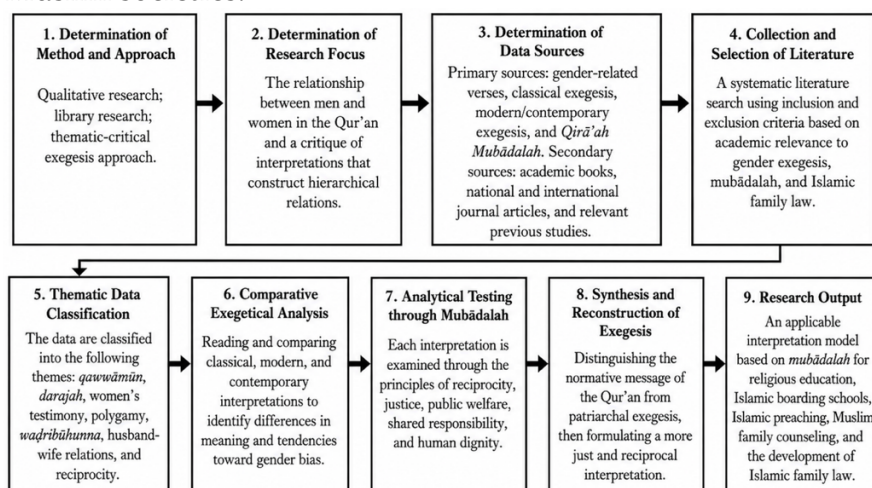 1. Determination of
Method and Approach
Qualitative research;
library research;
thematic-critical
exegesis approach.
2. Determination of
Research Focus
The relationship
between men and
women in the Qur'an
and a critique of
interpretations that
construct hierarchical
relations.
3. Determination of
Data Sources
Primary sources: gender-related
verses, classical exegesis,
modern/contemporary
exegesis, and Qirā'ah
Mubādalah. Secondary
sources: academic books,
national and international
journal articles, and relevant
previous studies.
4. Collection and
Selection of Literature
A systematic literature
search using inclusion and
exclusion criteria based on
academic relevance to
gender exegesis,
mubādalah, and Islamic
family law.
5. Thematic Data
Classification
The data are classified
into the following
themes: qawwāmūn,
darajah, women's
testimony, polygamy,
waḍribūhunna, husband-
wife relations, and
reciprocity.
6. Comparative
Exegetical Analysis
Reading and comparing
classical, modern, and
contemporary
interpretations to
identify differences in
meaning and tendencies
toward gender bias.
7. Analytical Testing
through Mubādalah
Each interpretation is
examined through the
principles of reciprocity,
justice, public welfare,
shared responsibility,
and human dignity.
8. Synthesis and
Reconstruction of
Exegesis
Distinguishing the
normative message of
the Qur'an from
patriarchal exegesis,
then formulating a more
just and reciprocal
interpretation.
9. Research Output
An applicable
interpretation model
based on mubādalah for
religious education,
Islamic boarding schools,
Islamic preaching, Muslim
family counseling, and
the development of
Islamic family law.